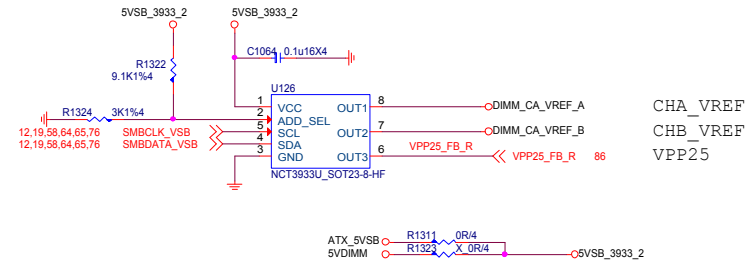 5VSB_3933_2 5VSB_3933_2
C1064 0.1u16X4
R1322
9.1K1%4
U126
R1324 3K1%4
1 VCC OUT1 8 DIMM_CA_VREF_A CHA_VREF
2 ADD_SEL
12,19,58,64,65,76 SMBCLK_VSB 5 SCL OUT2 7 DIMM_CA_VREF_B CHB_VREF
12,19,58,64,65,76 SMBDATA_VSB 4 SDA
3 GND OUT3 6 VPP25_FB_R VPP25_FB_R 86 VPP25
NCT3933U_SOT23-8-HF
ATX_5VSB R1311 0R/4
5VDIMM R1323 X_0R/4 5VSB_3933_2